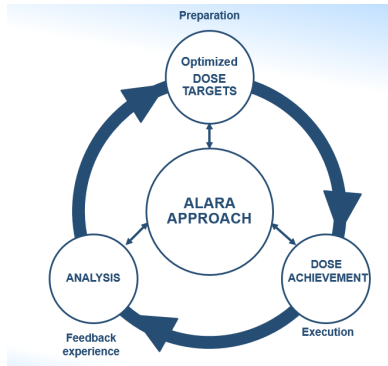 Preparation
Optimized
DOSE
TARGETS
ALARA
APPROACH
ANALYSIS
DOSE
ACHIEVEMENT
Feedback
experience
Execution